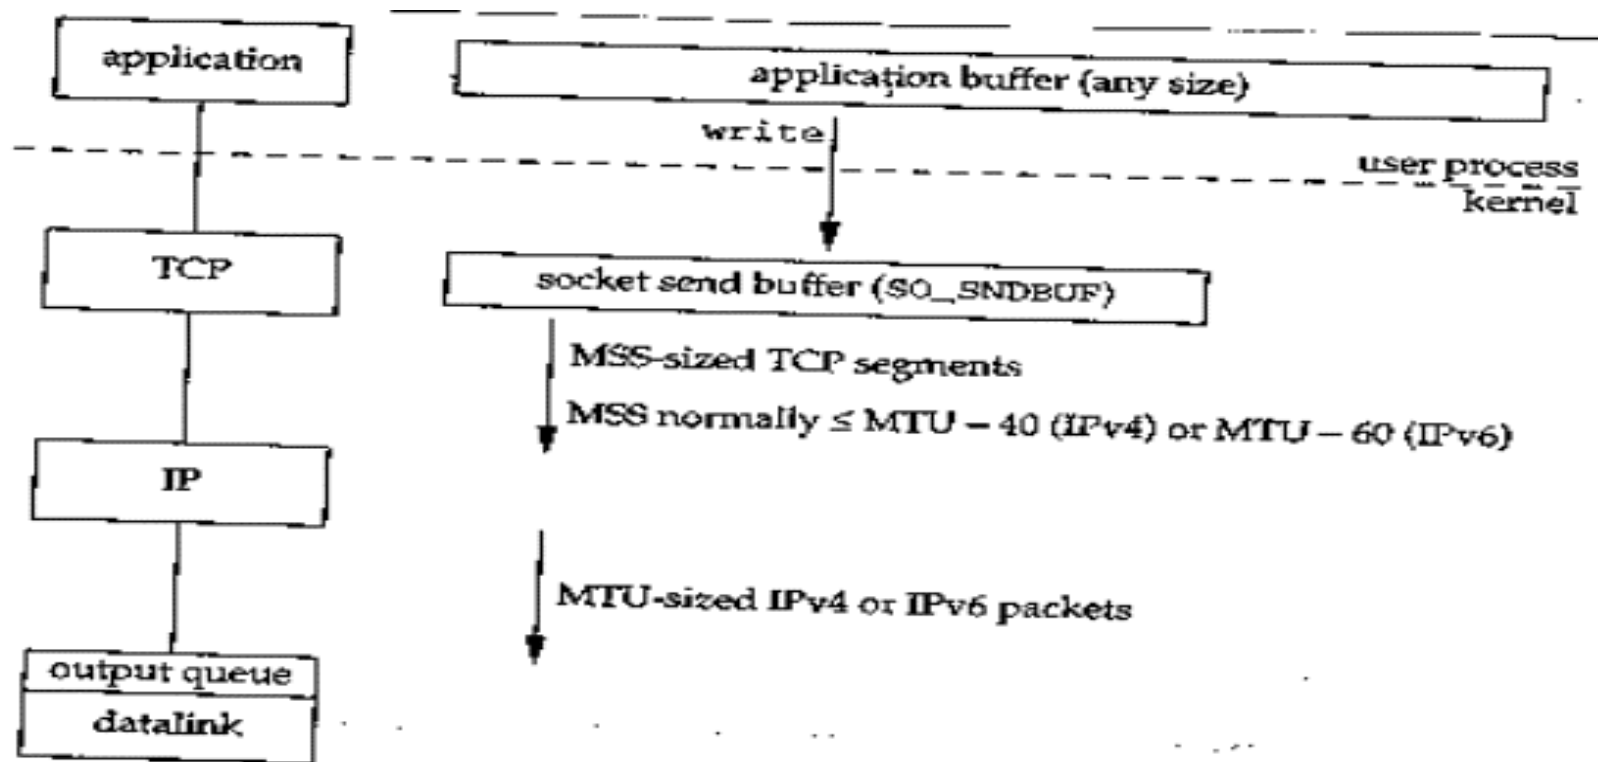 application
application buffer (any size)
write
user process
kernel
TCP
socket send buffer (SO_SNDBUF)
MSS-sized TCP segments
MSS normally ≤ MTU – 40 (IPv4) or MTU – 60 (IPv6)
IP
MTU-sized IPv4 or IPv6 packets
output queue
datalink